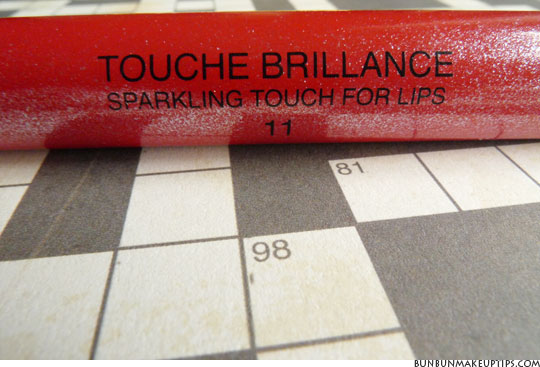 TOUCHE BRILLANCE
SPARKLING TOUCH FOR LIPS
11
81
98
BUNBUNMAKEUPTIPS.COM